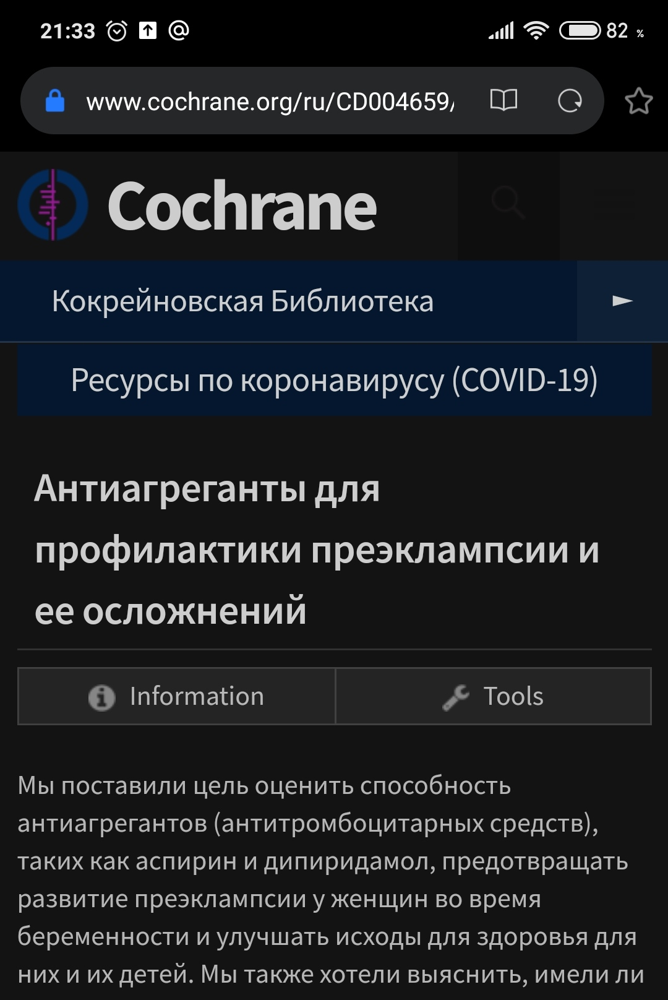 21:33
82 %
www.cochrane.org/ru/CD004659/
Cochrane
Кокрейновская Библиотека
Ресурсы по коронавирусу (COVID-19)
Антиагреганты для
профилактики преэклампсии и
ее осложнений
Information
Tools
Мы поставили цель оценить способность
антиагрегантов (антитромбоцитарных средств),
таких как аспирин и дипиридамол, предотвращать
развитие преэклампсии у женщин во время
беременности и улучшать исходы для здоровья для
них и их детей. Мы также хотели выяснить, имели ли